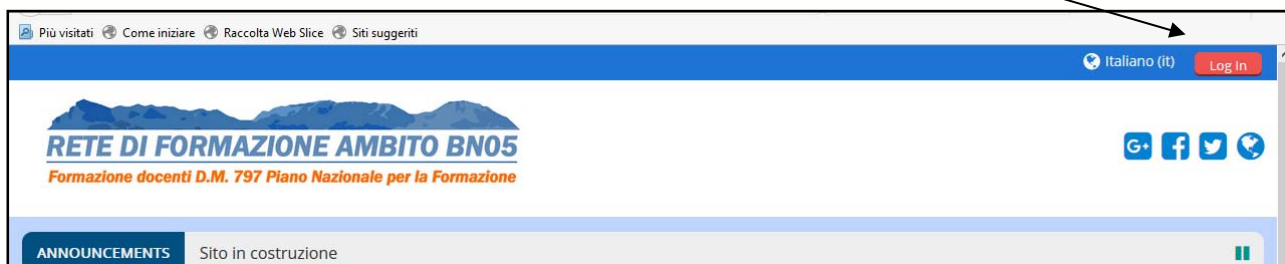 Più visitati Come iniziare Raccolta Web Slice Siti suggeriti
Italiano (it) Log In
RETE DI FORMAZIONE AMBITO BN05
Formazione docenti D.M. 797 Piano Nazionale per la Formazione
G+
ANNOUNCEMENTS Sito in costruzione